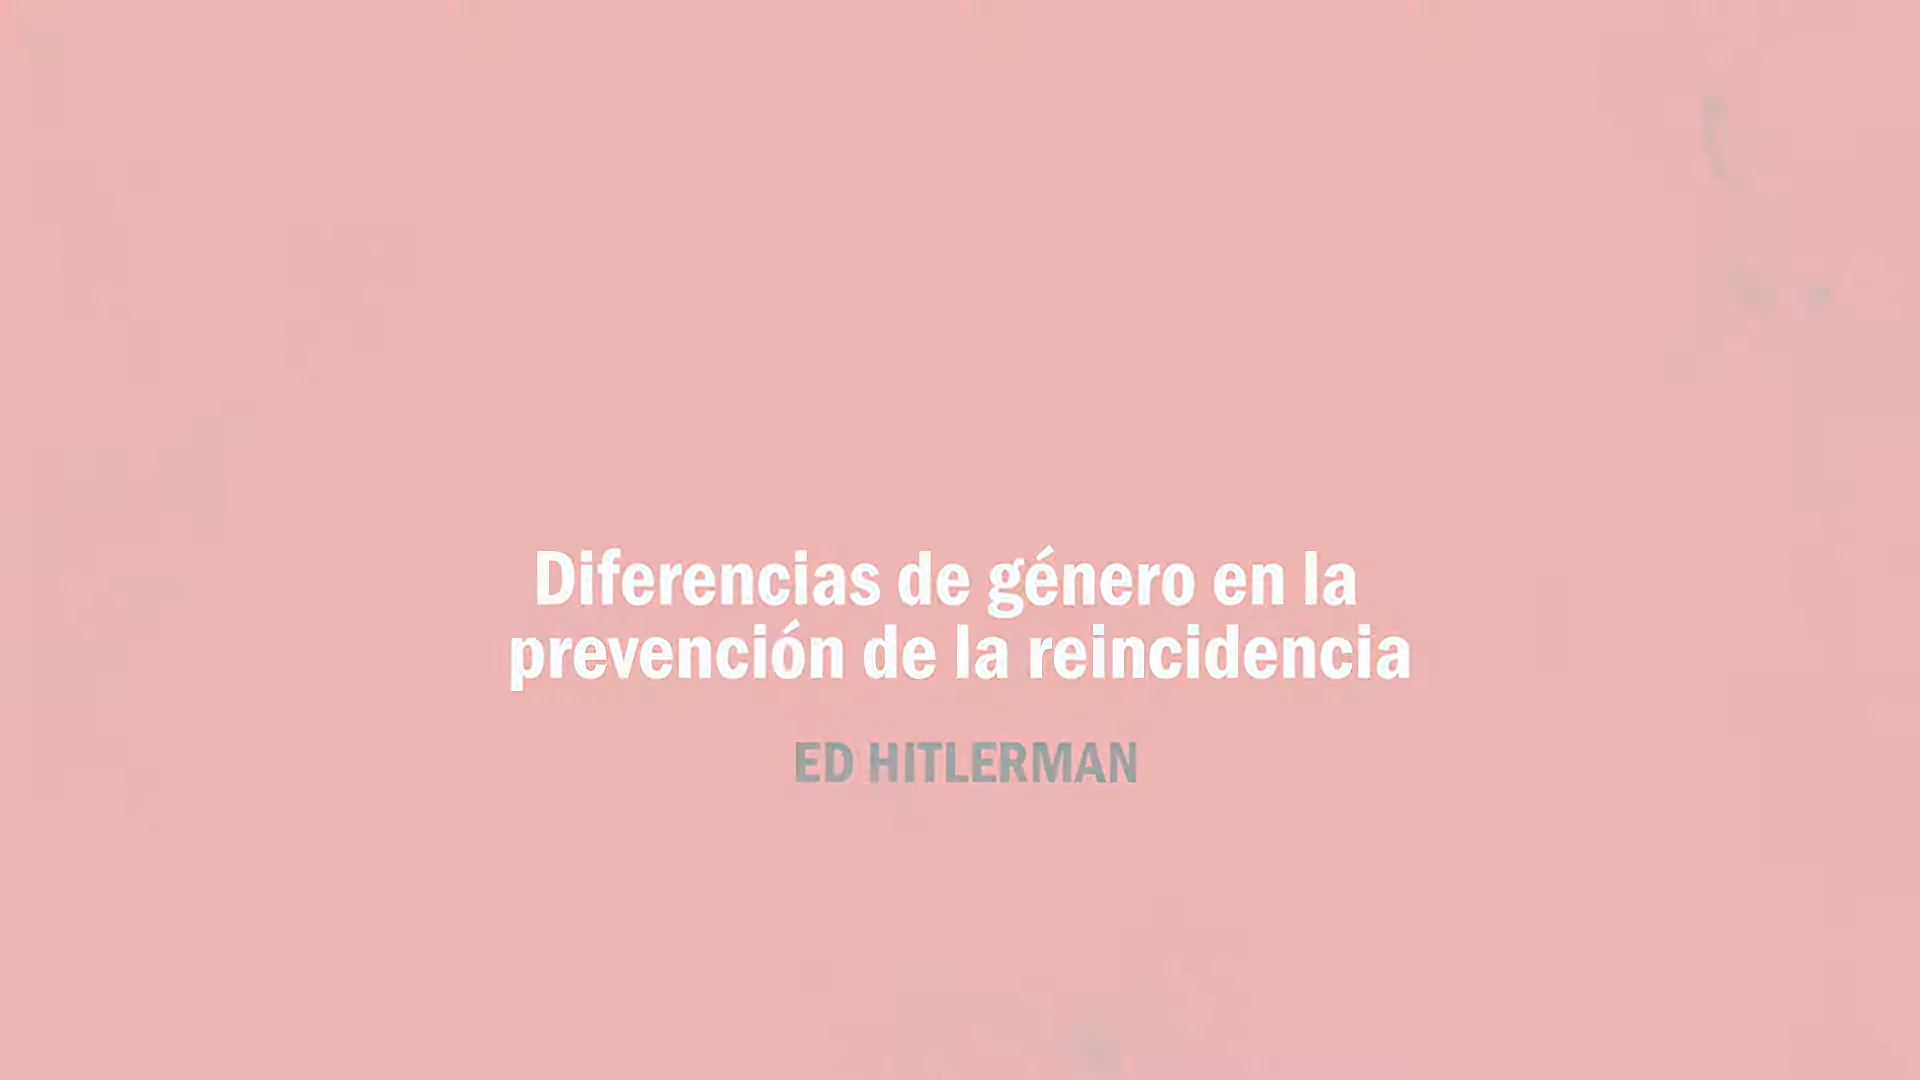 Diferencias de género en la
prevención de la reincidencia
ED HITLERMAN